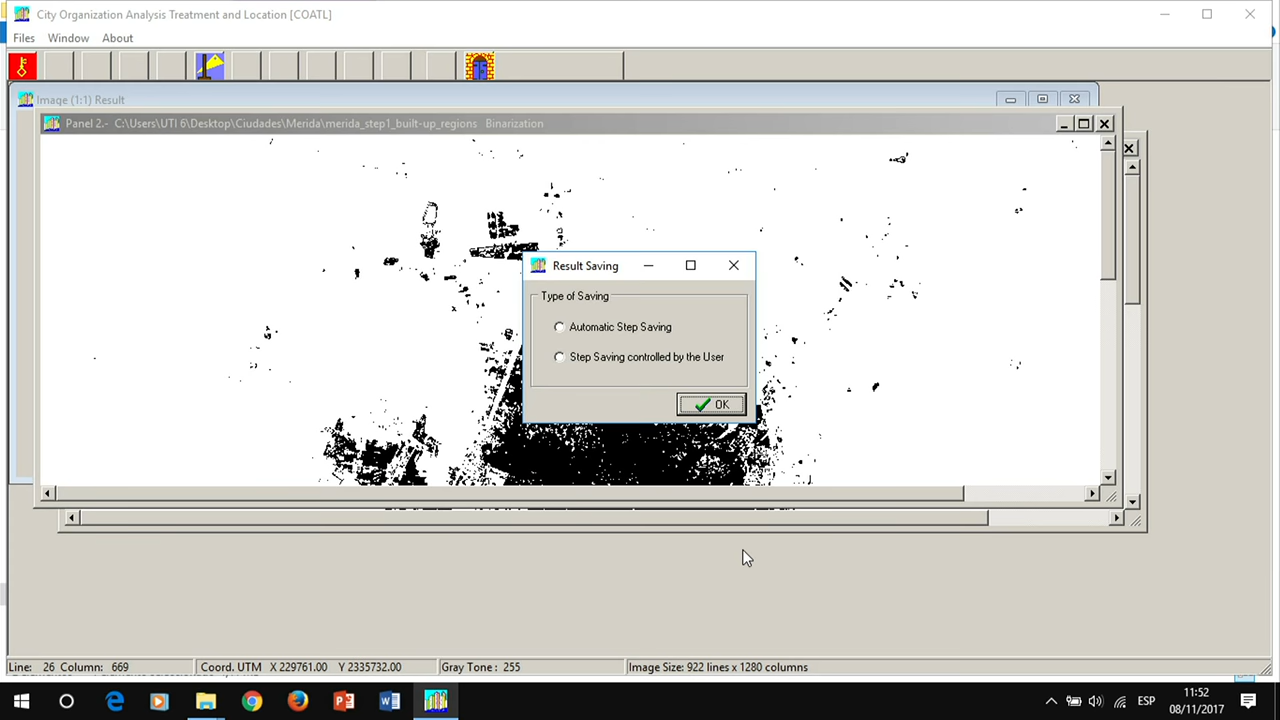 City Organization Analysis Treatment and Location [COATL]
Files Window About
Image (1:1) Result
Panel 2.- C:\Users\UTI 6\Desktop\Ciudades\Merida\merida_step1_built-up_regions Binarization
Result Saving
Type of Saving
Automatic Step Saving
Step Saving controlled by the User
OK
Line: 26 Column: 669 Coord. UTM X 229761.00 Y 2335732.00 Gray Tone : 255 Image Size: 922 lines x 1280 columns
ESP
11:52
08/11/2017